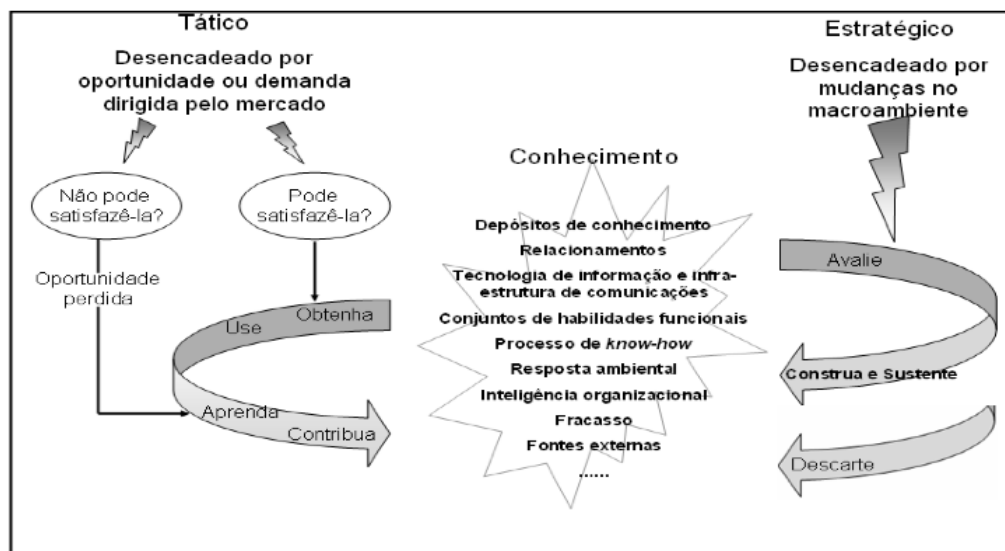 Tático
Desencadeado por
oportunidade ou demanda
dirigida pelo mercado
Não pode
satisfazê-la?
Pode
satisfazê-la?
Oportunidade
perdida
Use
Obtenha
Aprenda
Contribua
Conhecimento
Depósitos de conhecimento
Relacionamentos
Tecnologia de informação e infra-
estrutura de comunicações
Conjuntos de habilidades funcionais
Processo de know-how
Resposta ambiental
Inteligência organizacional
Fracasso
Fontes externas
......
Estratégico
Desencadeado por
mudanças no
macroambiente
Avalie
Construa e Sustente
Descarte